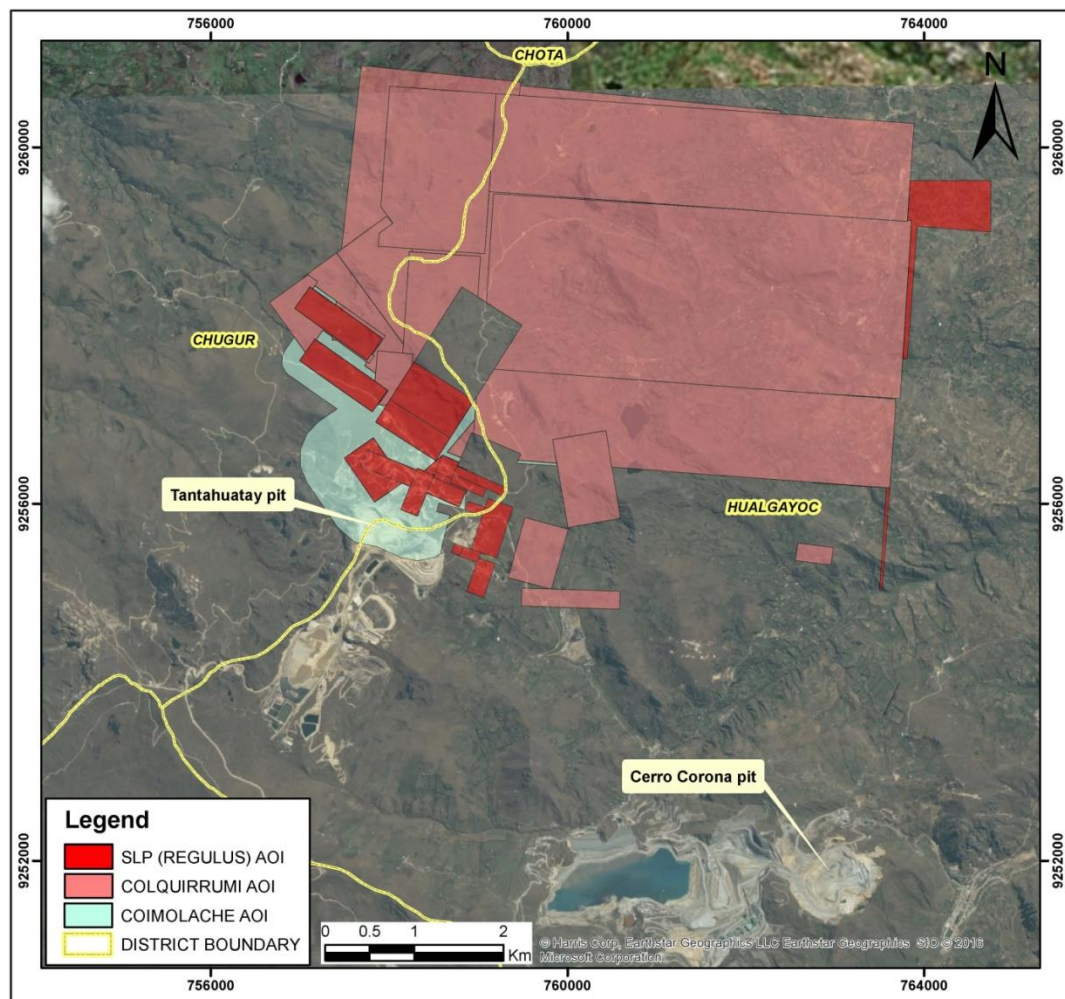 756000
760000
764000
CHOTA
N
9260000
9260000
CHUGUR
Tantahuatay pit
9256000
9256000
HUALGAYOC
Cerro Corona pit
Legend
SLP (REGULUS) AOI
COLQUIRRUMI AOI
COIMOLACHE AOI
DISTRICT BOUNDARY
9252000
9252000
0 0.5 1 2
Km
© Harris Corp, Earthstar Geographics LLC Earthstar Geographics SIO © 2016
Microsoft Corporation
756000
760000
764000